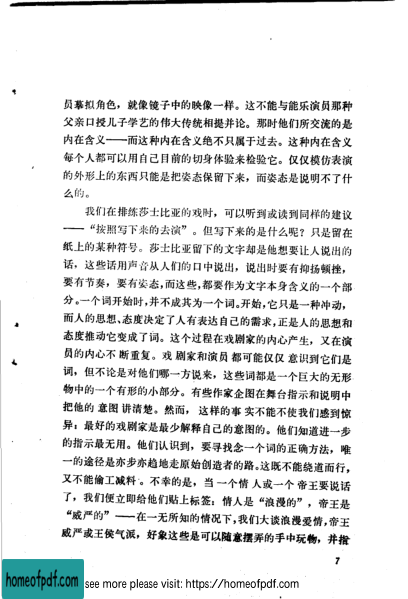 员摹拟角色，就像镜子中的映像一样。这不能与能乐演员那种
父亲口授儿子学艺的伟大传统相提并论。那时他们所交流的是
内在含义——而这种内在含义绝不只属于过去。这种内在含义
每个人都可以用自己目前的切身体验来检验它。仅仅模仿表演
的外形上的东西只能是把姿态保留下来，而姿态是说明不了什
么的。
我们在排练莎士比亚的戏时，可以听到或读到同样的建议
——“按照写下来的去演”。但写下来的是什么呢？只是留在
纸上的某种符号。莎士比亚留下的文字却是他想要让人说出的
话，这些话用声音从人们的口中说出，说出时要有抑扬顿挫，
要有节奏，要有姿态，而这些，都要作为文字本身含义的一个部
分。一个词开始时，并不成其为一个词。开始，它只是一种冲动，
而人的思想、态度决定了人有表达自己的需求，正是人的思想和
态度推动它变成了词。这个过程在戏剧家的内心产生，又在演
员的内心不断重复。戏剧家和演员都可能仅仅意识到它们是
词，但不论是对他们哪一方说来，这些词都是一个巨大的无形
物中的一个有形的小部分。有些作家企图在舞台指示和说明中
把他的意图讲清楚。然而，这样的事实不能不使我们感到惊
异：最好的戏剧家是最少解释自己的意图的。他们知道进一步
的指示最无用。他们认识到，要寻找念一个词的正确方法，唯
一的途径是亦步亦趋地走原始创造者的路。这既不能绕道而行，
又不能偷工减料。不幸的是，当一个情人或一个帝王要说话
了，我们便立即给他们贴上标签：情人是“浪漫的”，帝王是
“威严的”——在一无所知的情况下，我们大谈浪漫爱情，帝王
威严或王侯气派，好象这些是可以随意摆弄的手中玩物，并指
7
homeofpdf.com
see more please visit: https://homeofpdf.com